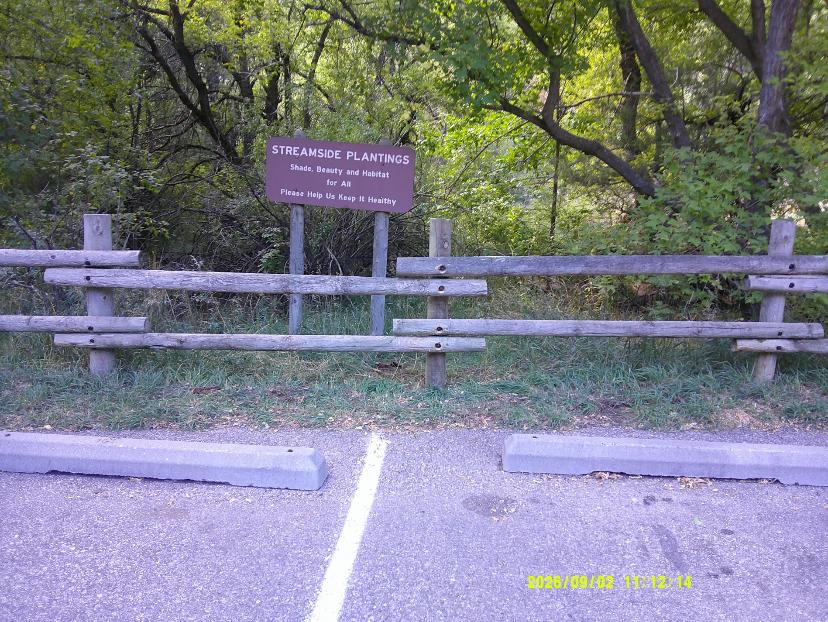 STREAMSIDE PLANTINGS
Shade, Beauty and Habitat
for All
Please Help Us Keep It Healthy
2026/09/02 11:12:14